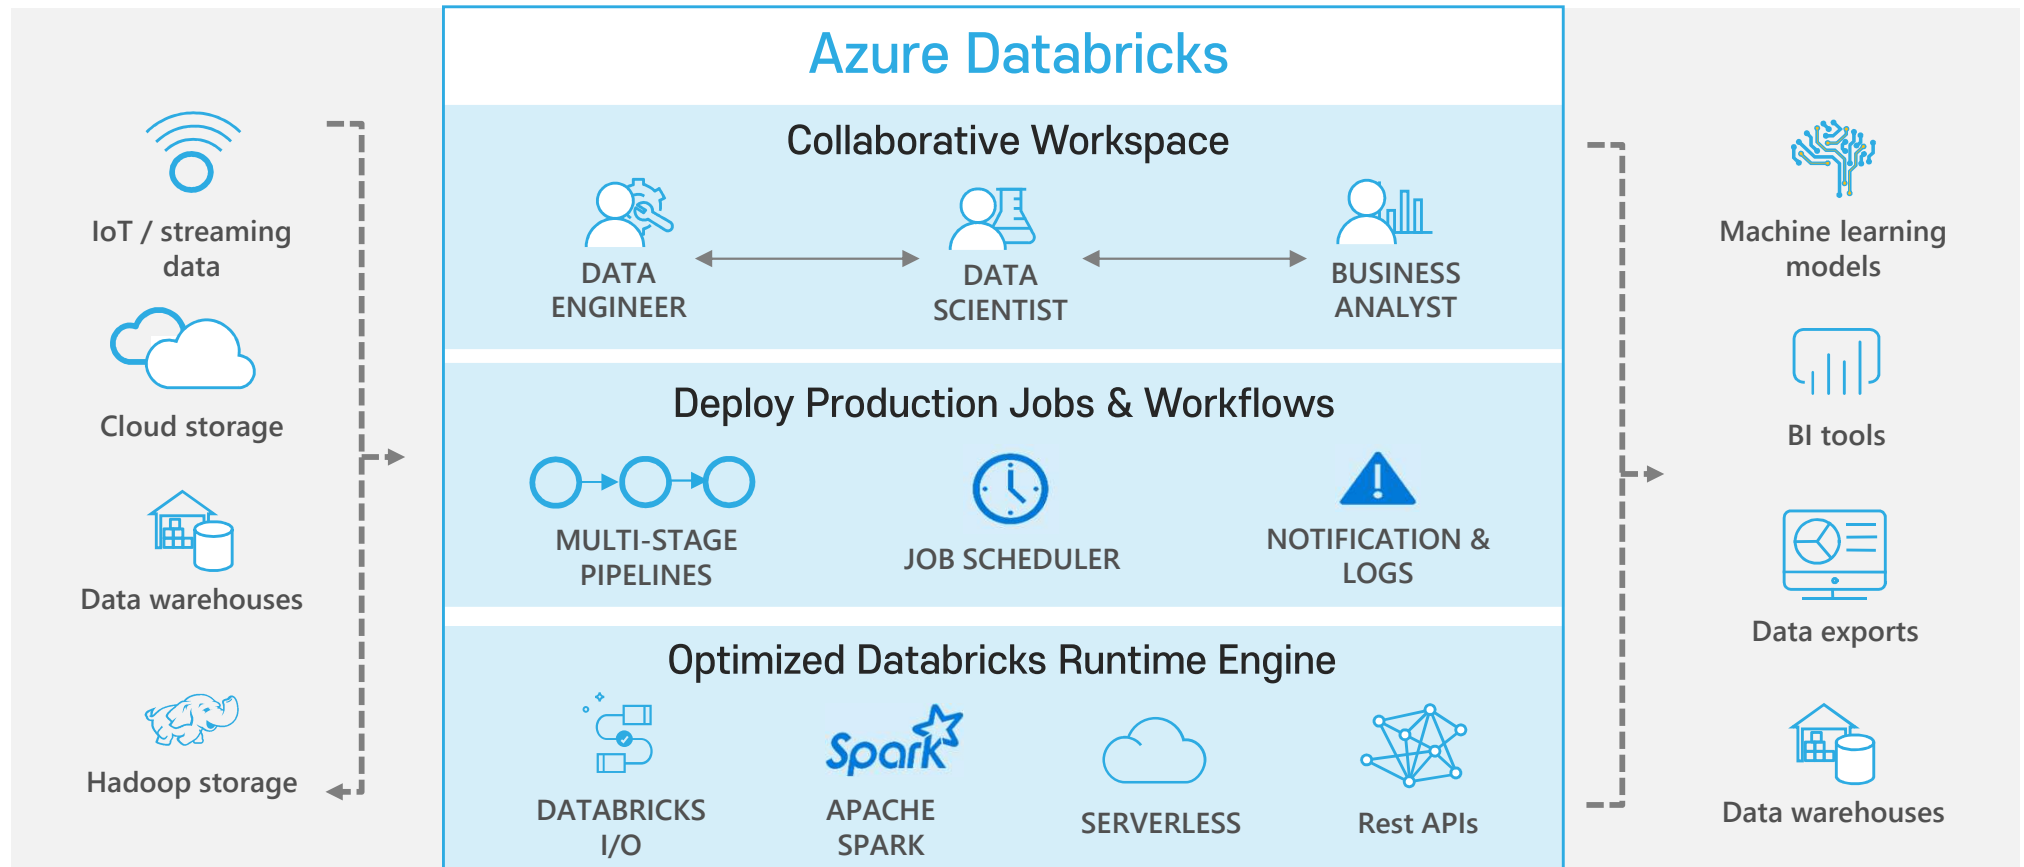 Azure Databricks
IoT / streaming
data
Cloud storage
Data warehouses
Hadoop storage
Collaborative Workspace
DATA
ENGINEER
DATA
SCIENTIST
BUSINESS
ANALYST
Deploy Production Jobs & Workflows
MULTI-STAGE
PIPELINES
JOB SCHEDULER
NOTIFICATION &
LOGS
Optimized Databricks Runtime Engine
DATABRICKS
I/O
Spark
APACHE
SPARK
SERVERLESS
Rest APIs
Machine learning
models
BI tools
Data exports
Data warehouses